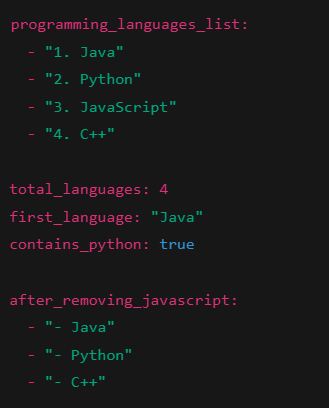 programming_languages_list:
  - "1. Java"
  - "2. Python"
  - "3. JavaScript"
  - "4. C++"
total_languages: 4
first_language: "Java"
contains_python: true
after_removing_javascript:
  - "- Java"
  - "- Python"
  - "- C++"